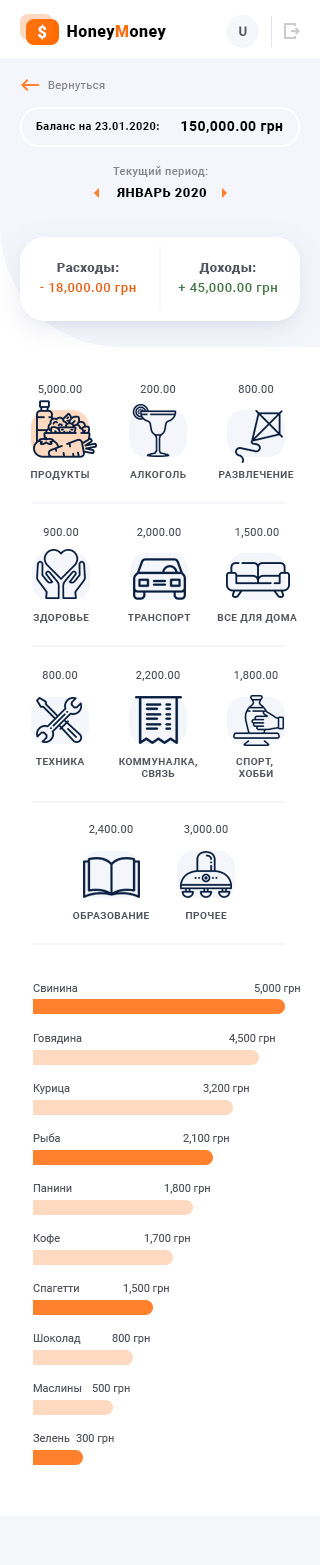 $ HoneyMoney U
Вернуться
Баланс на 23.01.2020: 150,000.00 грн
Текущий период:
ЯНВАРЬ 2020
Расходы: Доходы:
- 18,000.00 грн + 45,000.00 грн
5,000.00 200.00 800.00
ПРОДУКТЫ АЛКОГОЛЬ РАЗВЛЕЧЕНИЕ
900.00 2,000.00 1,500.00
ЗДОРОВЬЕ ТРАНСПОРТ ВСЕ ДЛЯ ДОМА
800.00 2,200.00 1,800.00
ТЕХНИКА КОММУНАЛКА, СПОРТ,
СВЯЗЬ ХОББИ
2,400.00 3,000.00
ОБРАЗОВАНИЕ ПРОЧЕЕ
Свинина 5,000 грн
Говядина 4,500 грн
Курица 3,200 грн
Рыба 2,100 грн
Панини 1,800 грн
Кофе 1,700 грн
Спагетти 1,500 грн
Шоколад 800 грн
Маслины 500 грн
Зелень 300 грн